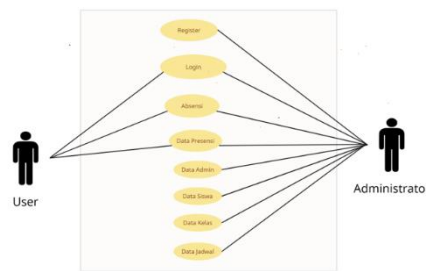 Register
Login
Absensi
Data Presensi
Data Admin
Data Siswa
Data Kelas
Data Jadwal
User
Administrato